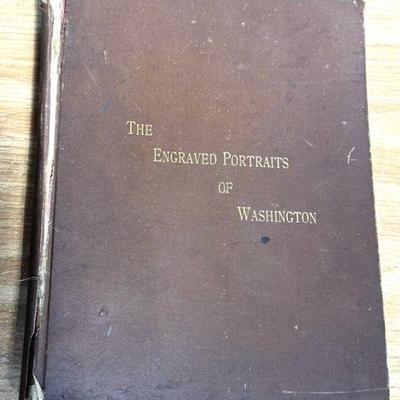 The
Engraved Portraits
of
Washington